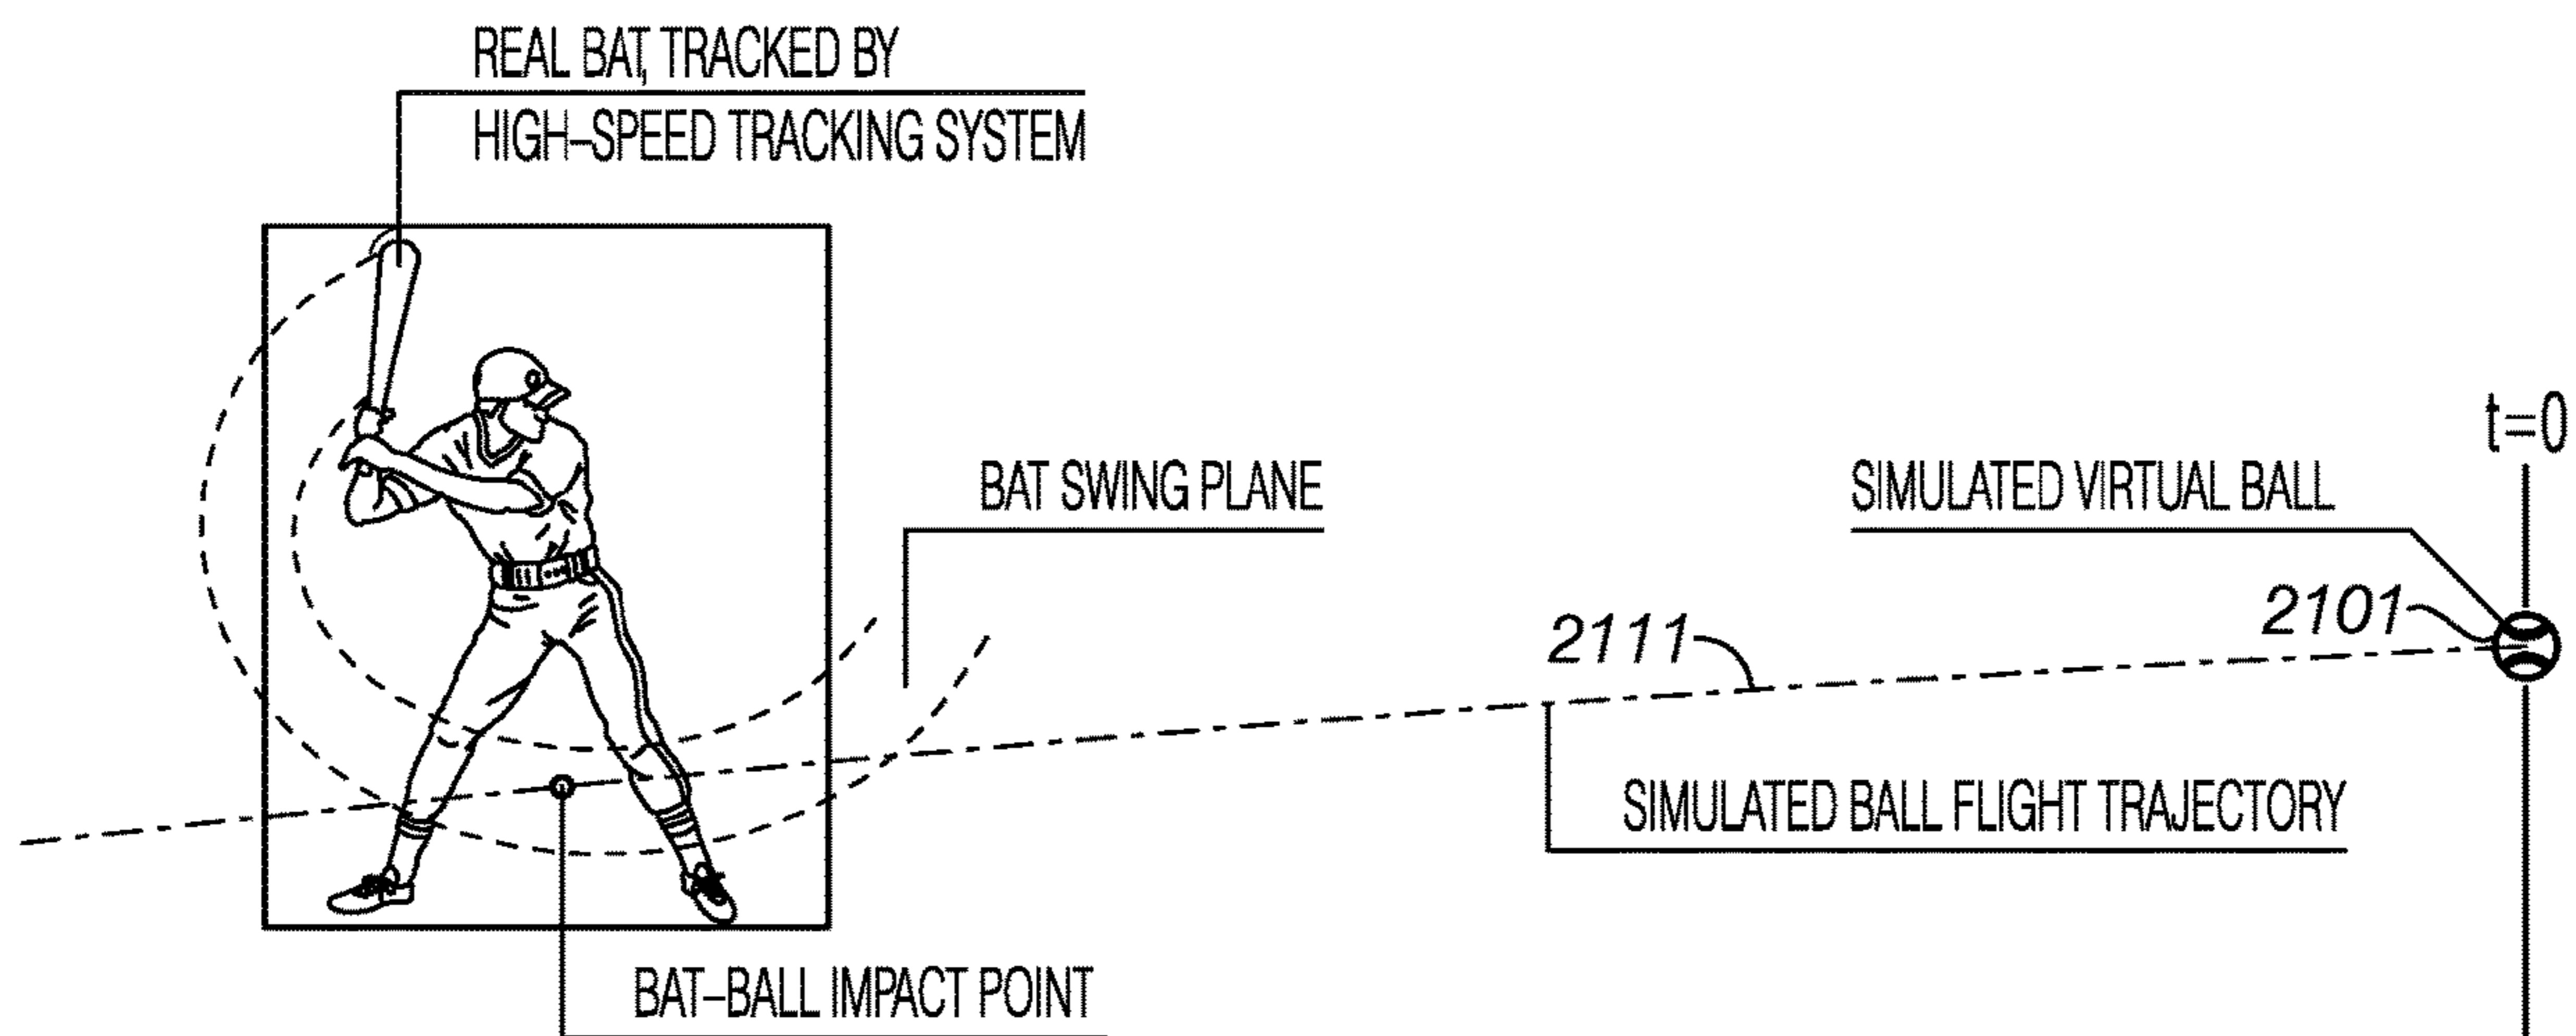 REAL BAT, TRACKED BY
HIGH-SPEED TRACKING SYSTEM
t=0
BAT SWING PLANE
SIMULATED VIRTUAL BALL
2101
2111
SIMULATED BALL FLIGHT TRAJECTORY
BAT-BALL IMPACT POINT